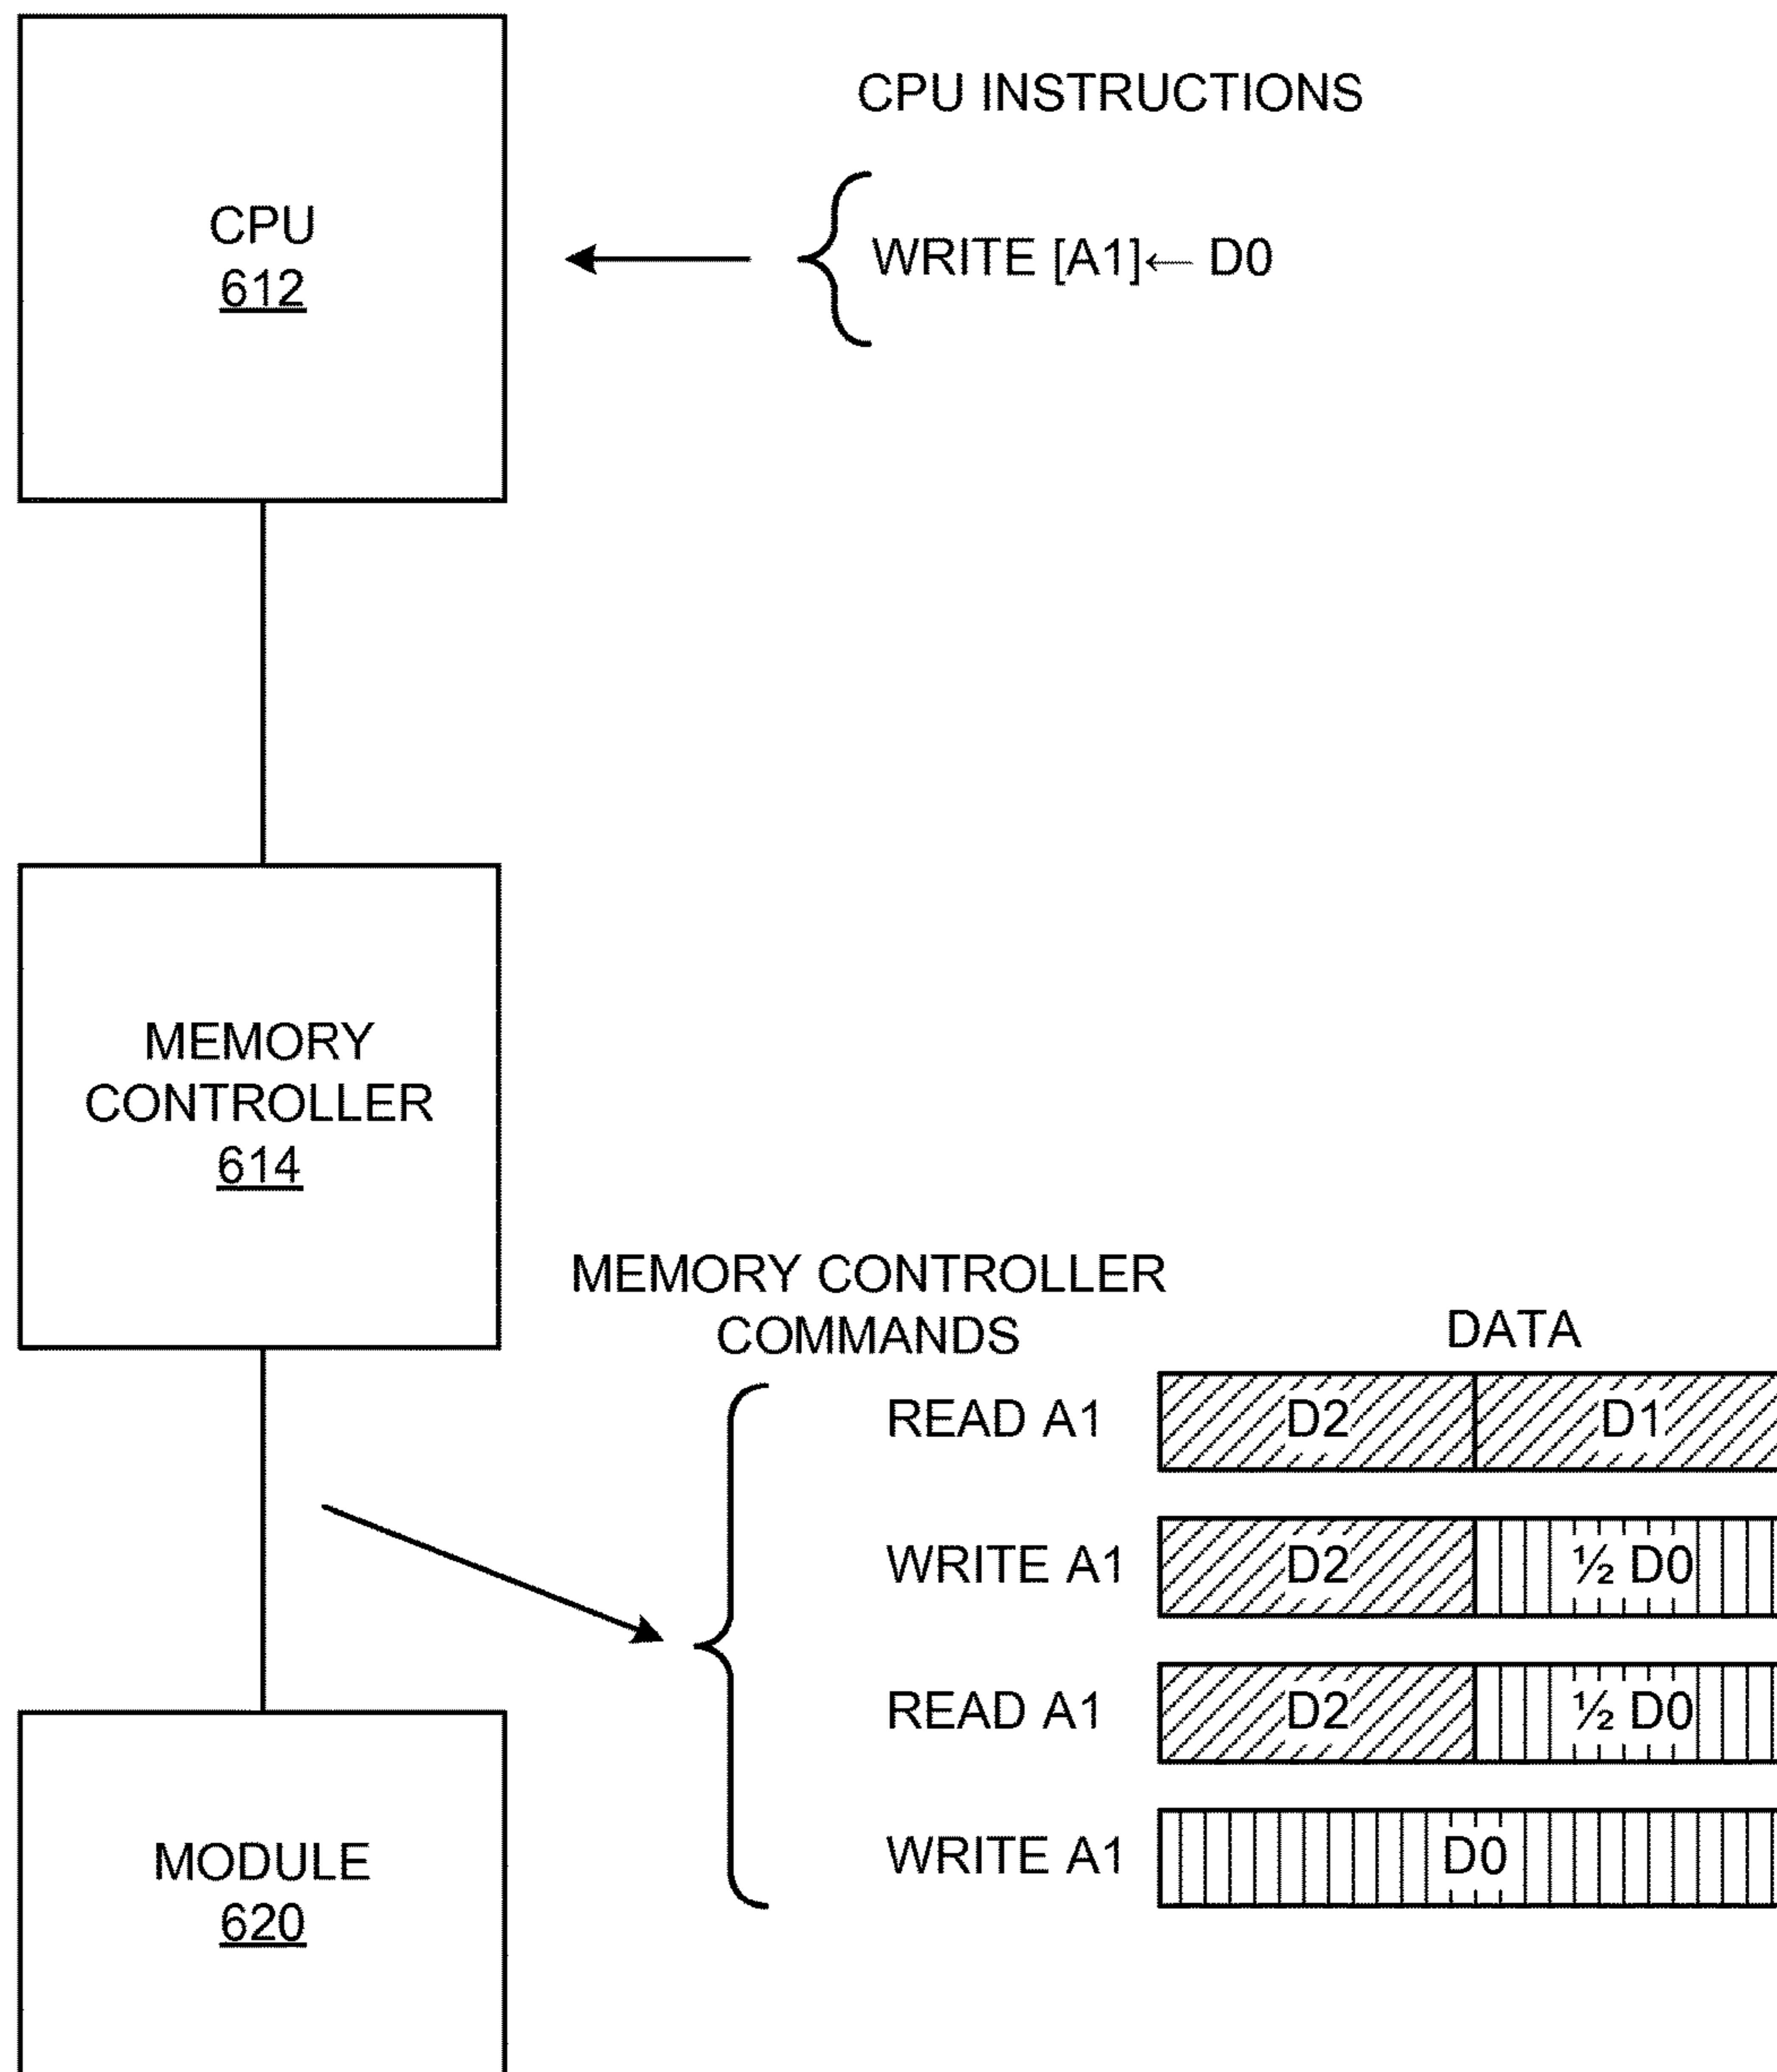 CPU
612
CPU INSTRUCTIONS
WRITE [A1]← D0
MEMORY
CONTROLLER
614
MEMORY CONTROLLER
COMMANDS
DATA
READ A1 D2 D1
WRITE A1 D2 ½ D0
READ A1 D2 ½ D0
WRITE A1 D0
MODULE
620